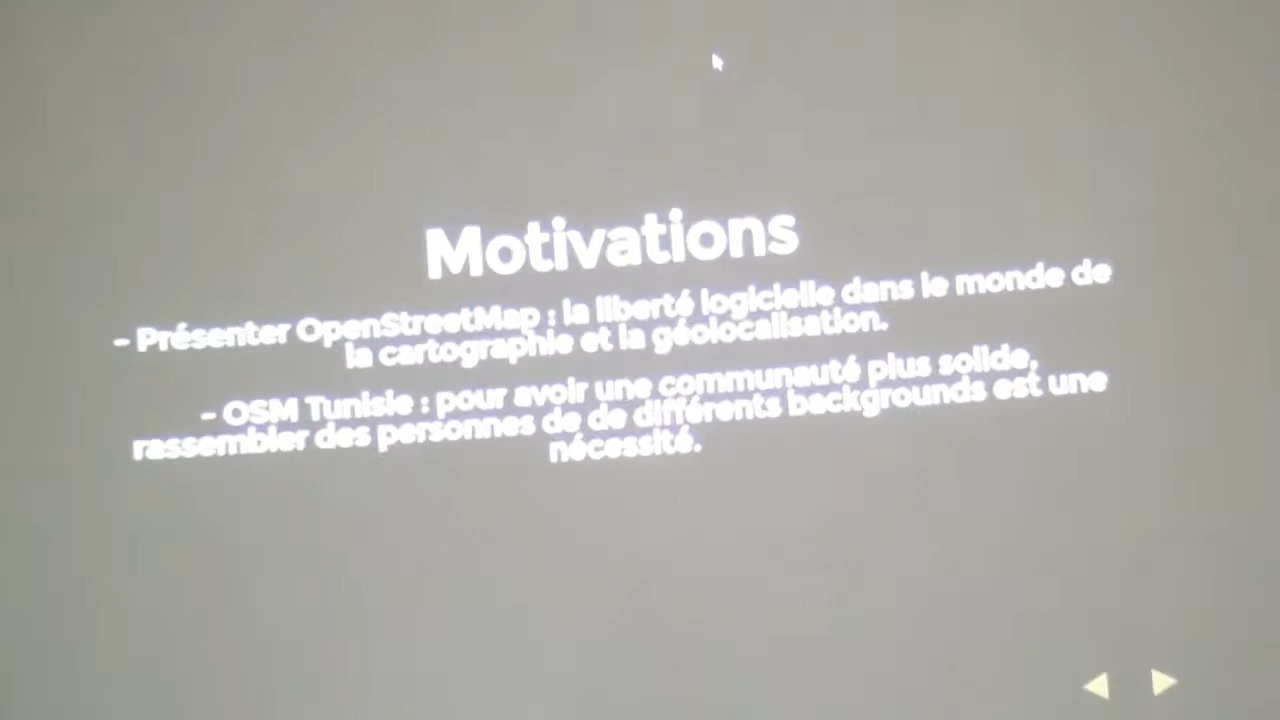 Motivations
- Présenter OpenStreetMap : la liberté logicielle dans le monde de
la cartographie et la géolocalisation.
- OSM Tunisie : pour avoir une communauté plus solide,
rassembler des personnes de de différents backgrounds est une
nécessité.